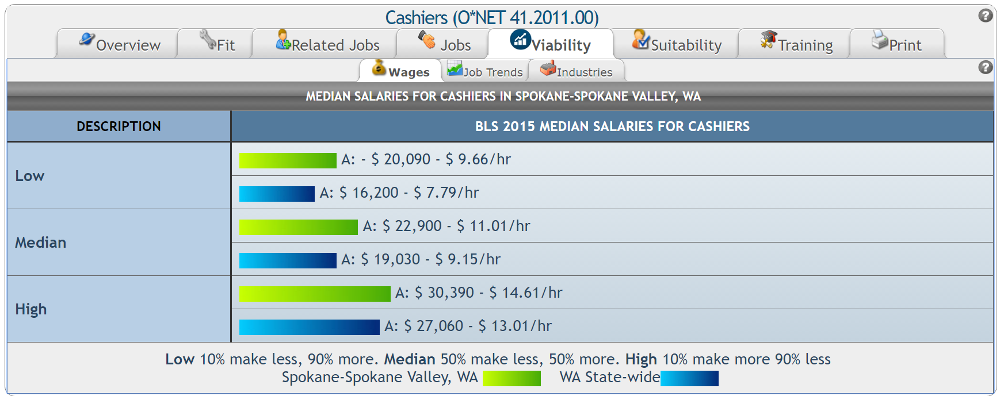 Cashiers (O*NET 41.2011.00)
?
Overview Fit Related Jobs Jobs Viability Suitability Training Print
Wages Job Trends Industries
?
MEDIAN SALARIES FOR CASHIERS IN SPOKANE-SPOKANE VALLEY, WA
DESCRIPTION BLS 2015 MEDIAN SALARIES FOR CASHIERS
Low
A: - $ 20,090 - $ 9.66/hr
A: $ 16,200 - $ 7.79/hr
Median
A: $ 22,900 - $ 11.01/hr
A: $ 19,030 - $ 9.15/hr
High
A: $ 30,390 - $ 14.61/hr
A: $ 27,060 - $ 13.01/hr
Low 10% make less, 90% more. Median 50% make less, 50% more. High 10% make more 90% less
Spokane-Spokane Valley, WA WA State-wide